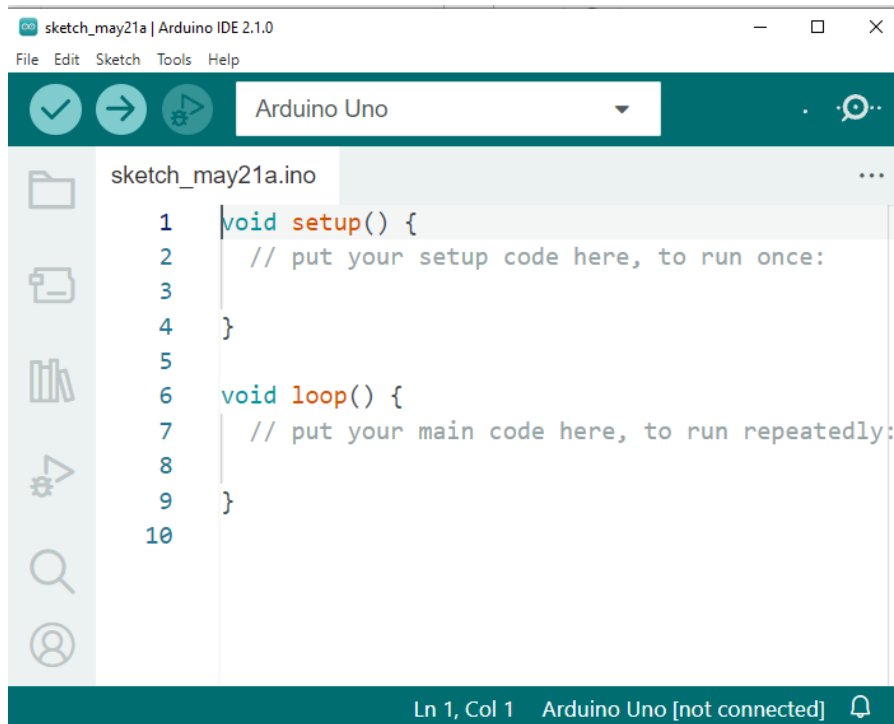 sketch_may21a | Arduino IDE 2.1.0
File Edit Sketch Tools Help
Arduino Uno
sketch_may21a.ino
1 void setup() {
2 // put your setup code here, to run once:
3
4 }
5
6 void loop() {
7 // put your main code here, to run repeatedly:
8
9 }
10
Ln 1, Col 1 Arduino Uno [not connected]